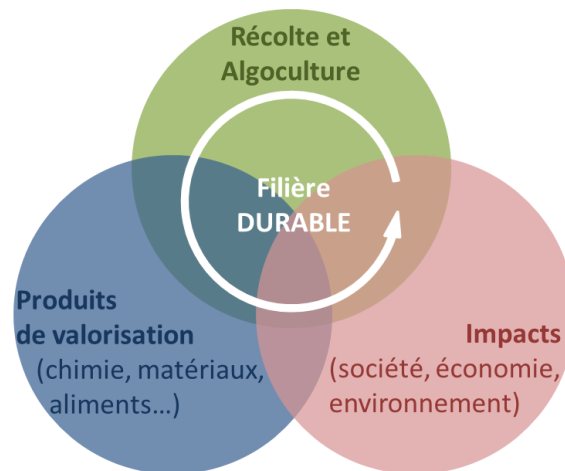 Récolte et
Algoculture
Filière
DURABLE
Produits
de valorisation
(chimie, matériaux,
aliments…)
Impacts
(société, économie,
environnement)